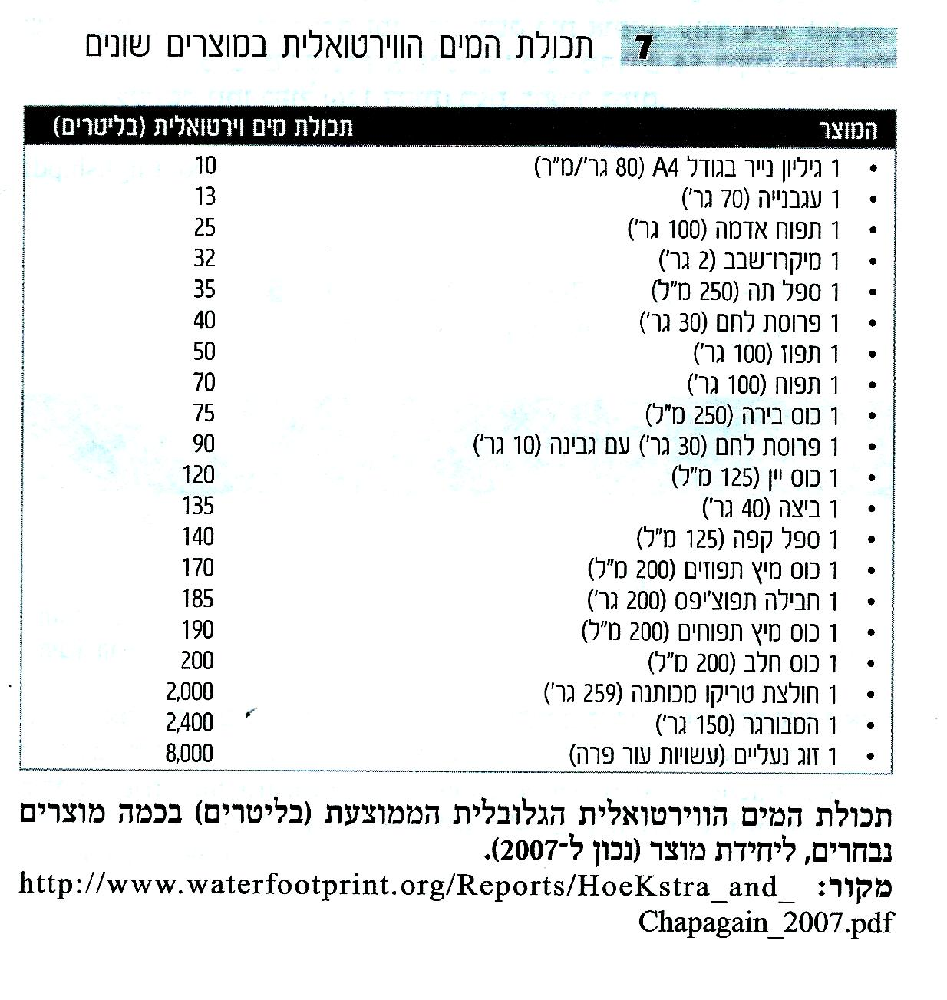 7 תכולת המים הווירטואלית במוצרים שונים
המוצר תכולת מים וירטואלית (בליטרים)
• 1 גיליון נייר בגודל A4 (80 גר'/מ"ר) 10
• 1 עגבנייה (70 גר') 13
• 1 תפוח אדמה (100 גר') 25
• 1 מיקרו־שבב (2 גר') 32
• 1 ספל תה (250 מ"ל) 35
• 1 פרוסת לחם (30 גר') 40
• 1 תפוז (100 גר') 50
• 1 תפוח (100 גר') 70
• 1 כוס בירה (250 מ"ל) 75
• 1 פרוסת לחם (30 גר') עם גבינה (10 גר') 90
• 1 כוס יין (125 מ"ל) 120
• 1 ביצה (40 גר') 135
• 1 ספל קפה (125 מ"ל) 140
• 1 כוס מיץ תפוזים (200 מ"ל) 170
• 1 חבילה תפוצ'יפס (200 גר') 185
• 1 כוס מיץ תפוחים (200 מ"ל) 190
• 1 כוס חלב (200 מ"ל) 200
• 1 חולצת טריקו מכותנה (259 גר') 2,000
• 1 המבורגר (150 גר') 2,400
• 1 זוג נעליים (עשויות עור פרה) 8,000
תכולת המים הווירטואלית הגלובלית הממוצעת (בליטרים) בכמה מוצרים
נבחרים, ליחידת מוצר (נכון ל־2007).
מקור: http://www.waterfootprint.org/Reports/HoeKstra_and_
Chapagain_2007.pdf